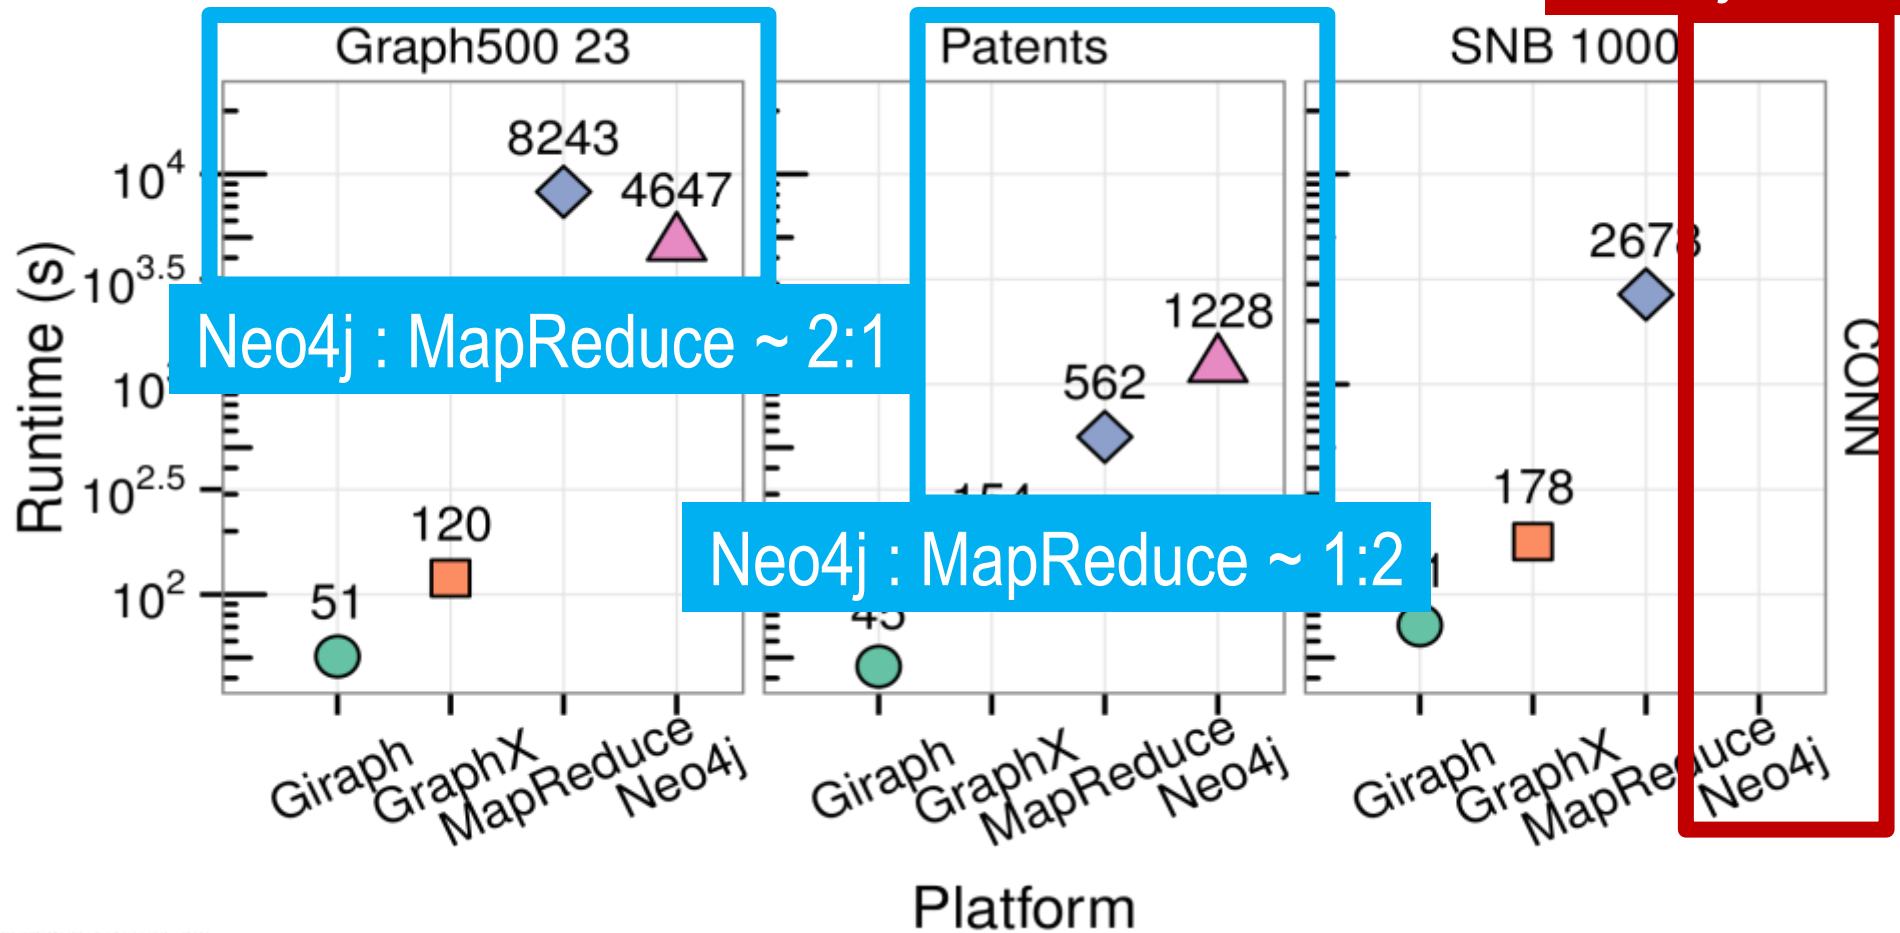 Graph500 23
Patents
SNB 1000
Runtime (s)
10^4
10^3.5
10^2.5
10^2
8243
4647
51
120
Neo4j : MapReduce ~ 2:1
1228
562
154
45
Neo4j : MapReduce ~ 1:2
2678
178
CONN
Giraph
GraphX
MapReduce
Neo4j
Giraph
GraphX
MapReduce
Neo4j
Giraph
GraphX
MapReduce
Neo4j
Platform